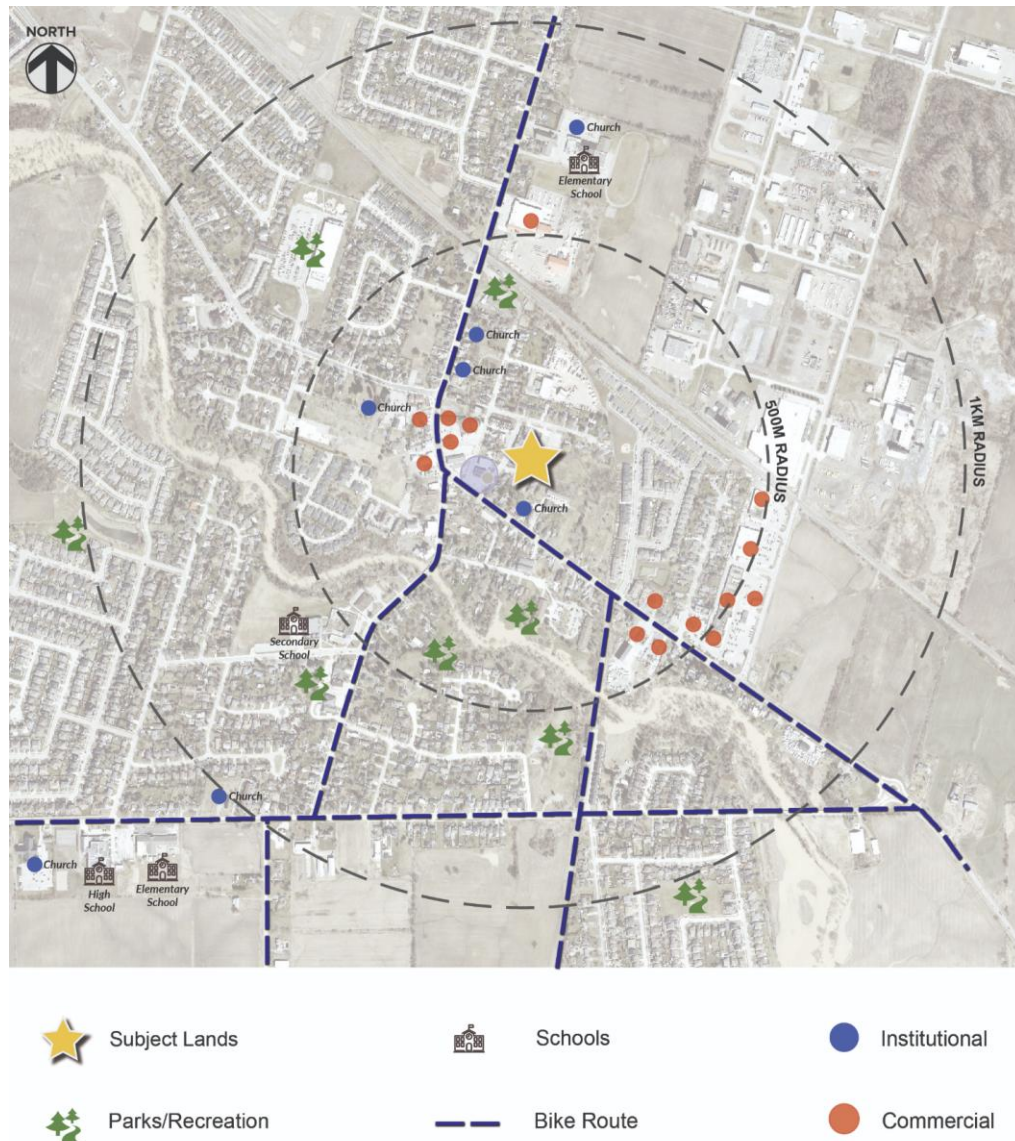 NORTH
Church
Elementary
School
Church
Church
Church
500M RADIUS
1KM RADIUS
Church
Secondary
School
Church
Church
High
School
Elementary
School
Subject Lands
Schools
Institutional
Parks/Recreation
Bike Route
Commercial